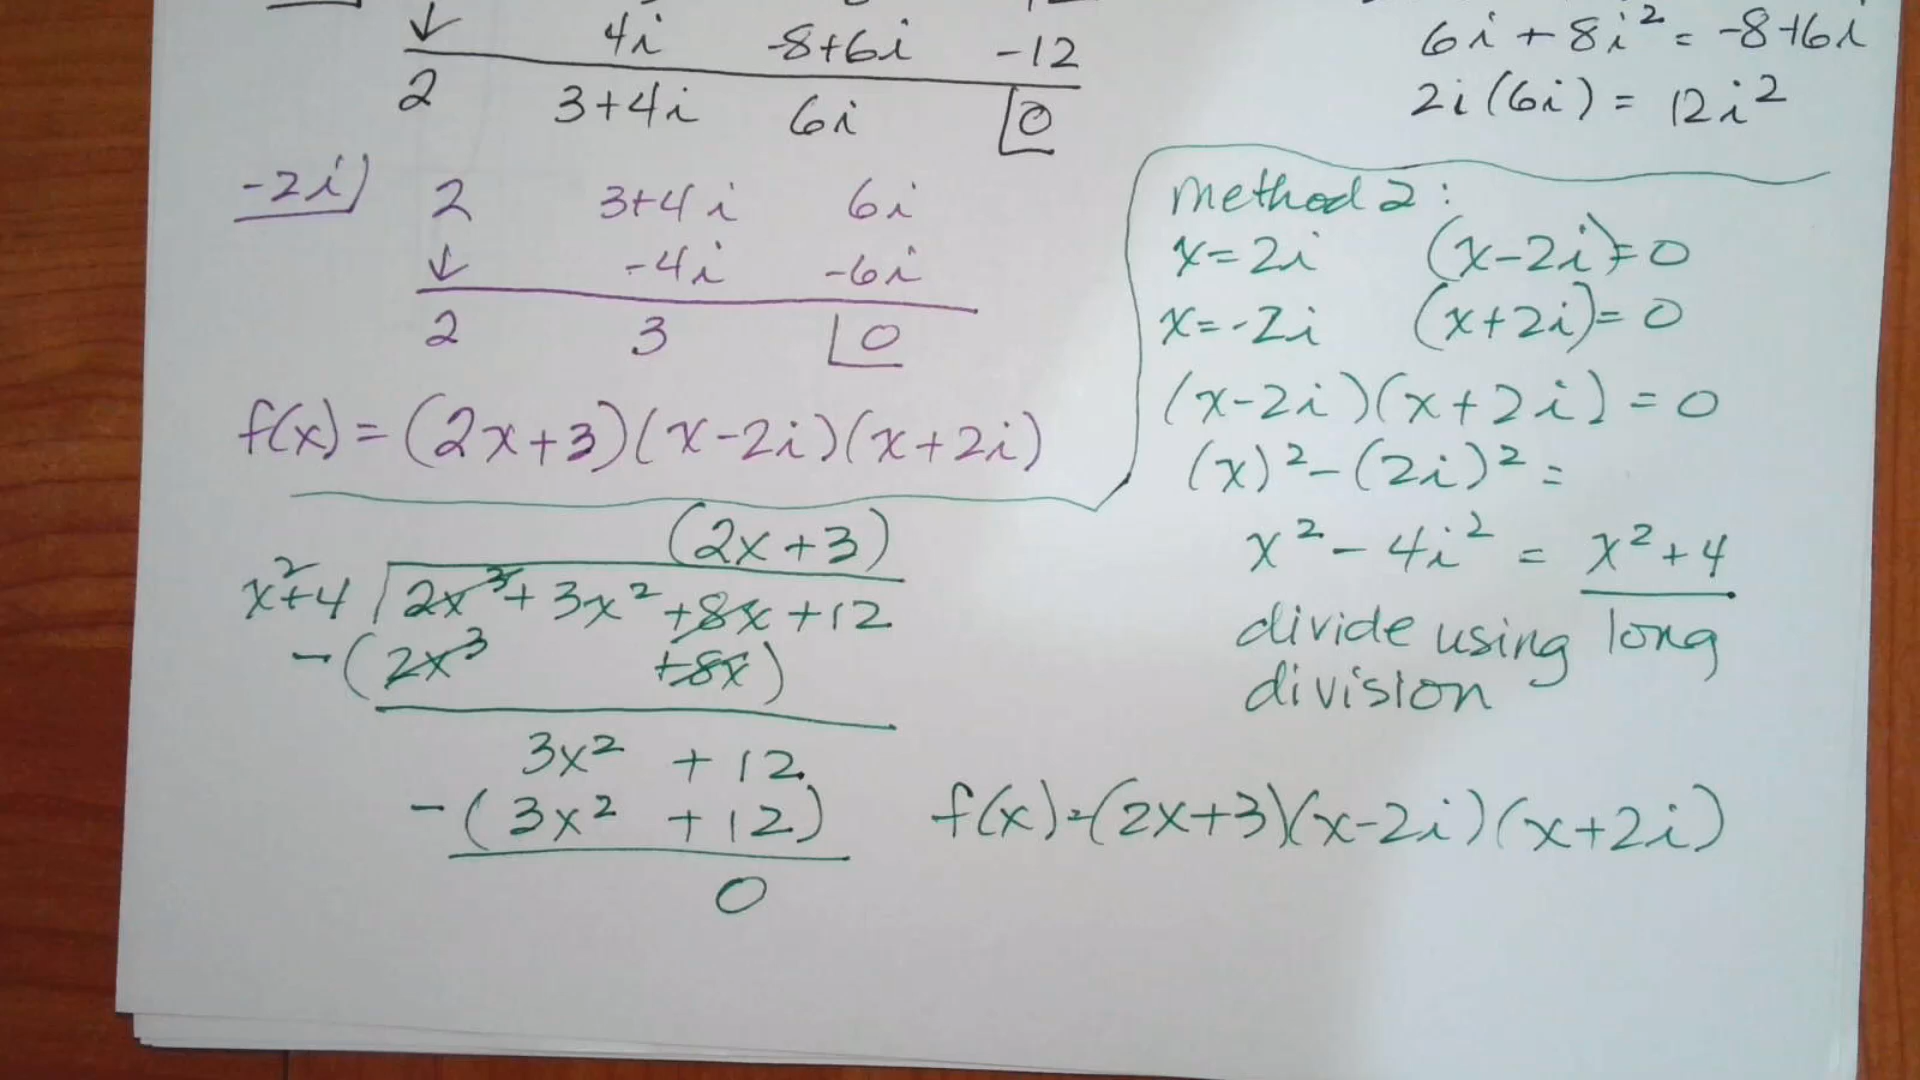 ↓ 4i -8+6i -12
2 3+4i 6i 0
6i + 8i² = -8+6i
2i(6i) = 12i²
-2i) 2 3+4i 6i
↓ -4i -6i
2 3 0
f(x) = (2x+3)(x-2i)(x+2i)
method 2:
x=2i (x-2i)=0
x=-2i (x+2i)=0
(x-2i)(x+2i)=0
(x)²-(2i)²=
x²-4i² = x²+4
divide using long
division
(2x+3)
x²+4 2x³+3x²+8x+12
-(2x³ +8x)
3x² +12
-(3x² +12)
0
f(x)=(2x+3)(x-2i)(x+2i)